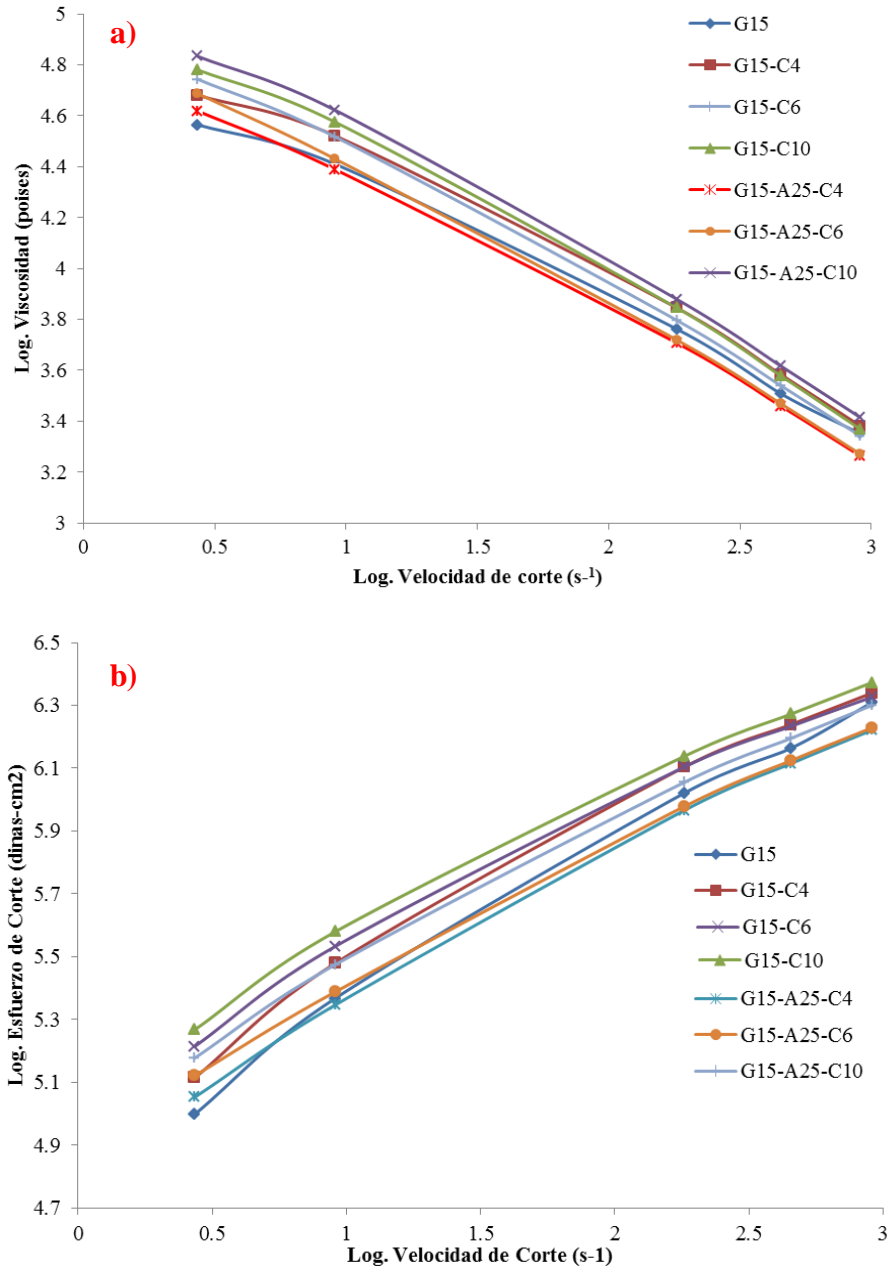 a)
Log. Viscosidad (poises)
5
4.8
4.6
4.4
4.2
4
3.8
3.6
3.4
3.2
3
0 0.5 1 1.5 2 2.5 3
Log. Velocidad de corte (s-¹)
G15
G15-C4
G15-C6
G15-C10
G15-A25-C4
G15-A25-C6
G15-A25-C10
b)
Log. Esfuerzo de Corte (dinas-cm2)
6.5
6.3
6.1
5.9
5.7
5.5
5.3
5.1
4.9
4.7
0 0.5 1 1.5 2 2.5 3
Log. Velocidad de Corte (s-1)
G15
G15-C4
G15-C6
G15-C10
G15-A25-C4
G15-A25-C6
G15-A25-C10